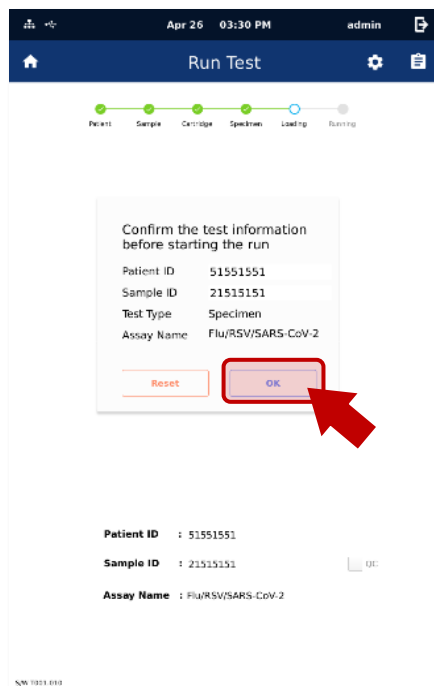 Apr 26 03:30 PM admin
Run Test
Patient Sample Cartridge Specimen Loading Running
Confirm the test information
before starting the run
Patient ID 51551551
Sample ID 21515151
Test Type Specimen
Assay Name Flu/RSV/SARS-CoV-2
Reset OK
Patient ID : 51551551
Sample ID : 21515151 QC
Assay Name : Flu/RSV/SARS-CoV-2
S/W T001.010